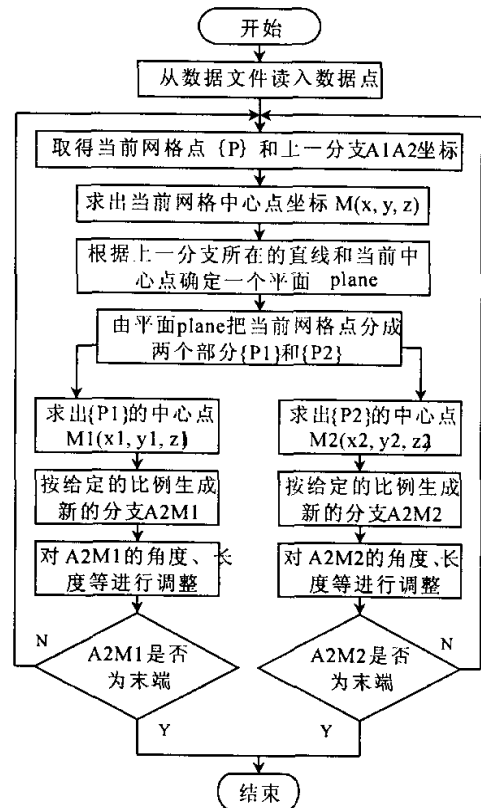 开始
从数据文件读入数据点
取得当前网格点{P}和上一分支A1A2坐标
求出当前网格中心点坐标M(x, y, z)
根据上一分支所在的直线和当前中
心点确定一个平面 plane
由平面plane把当前网格点分成
两个部分{P1}和{P2}
求出{P1}的中心点
M1(x1, y1, z1)
按给定的比例生成
新的分支A2M1
对A2M1的角度、长
度等进行调整
N
A2M1是否
为末端
Y
求出{P2}的中心点
M2(x2, y2, z2
按给定的比例生成
新的分支A2M2
对A2M2的角度、长
度等进行调整
N
A2M2是否
为末端
Y
结束